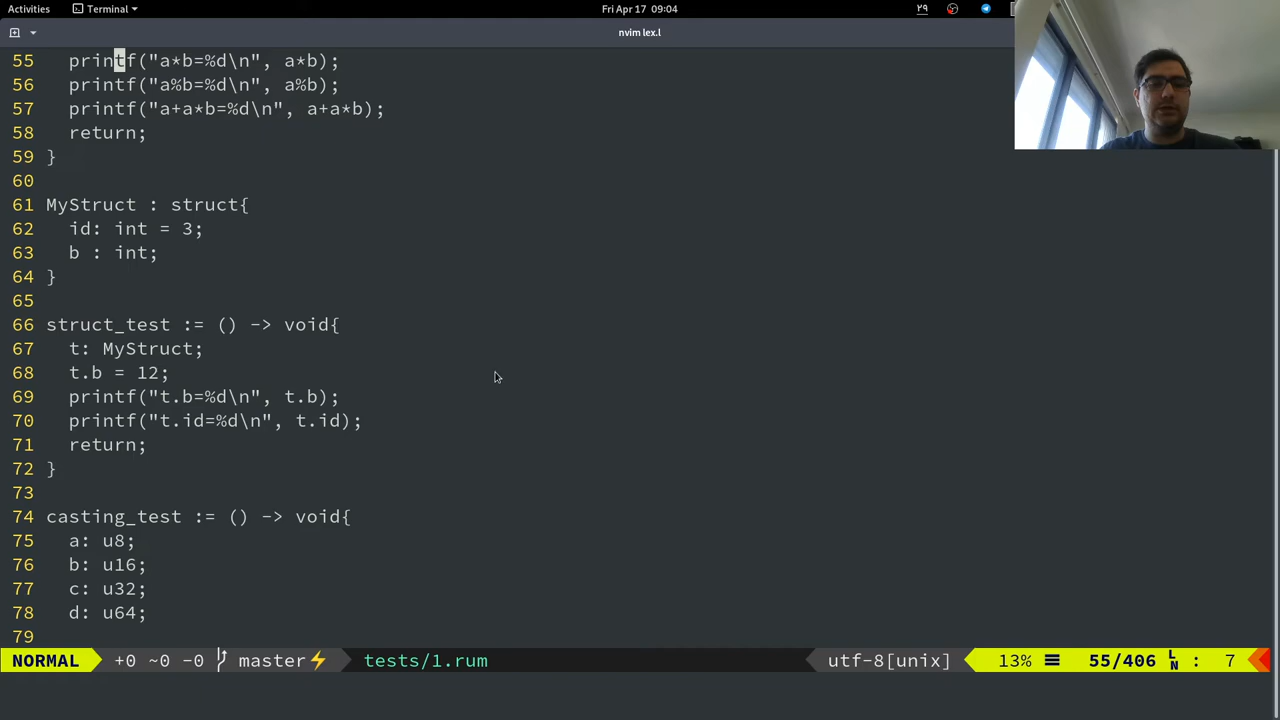 Activities
Terminal
Fri Apr 17 09:04
۲۹
nvim lex.l
55 printf("a*b=%d\n", a*b);
56 printf("a%b=%d\n", a%b);
57 printf("a+a*b=%d\n", a+a*b);
58 return;
59 }
60
61 MyStruct : struct{
62 id: int = 3;
63 b : int;
64 }
65
66 struct_test := () -> void{
67 t: MyStruct;
68 t.b = 12;
69 printf("t.b=%d\n", t.b);
70 printf("t.id=%d\n", t.id);
71 return;
72 }
73
74 casting_test := () -> void{
75 a: u8;
76 b: u16;
77 c: u32;
78 d: u64;
79
NORMAL +0 ~0 -0 master tests/1.rum utf-8[unix] 13% 55/406 LN : 7